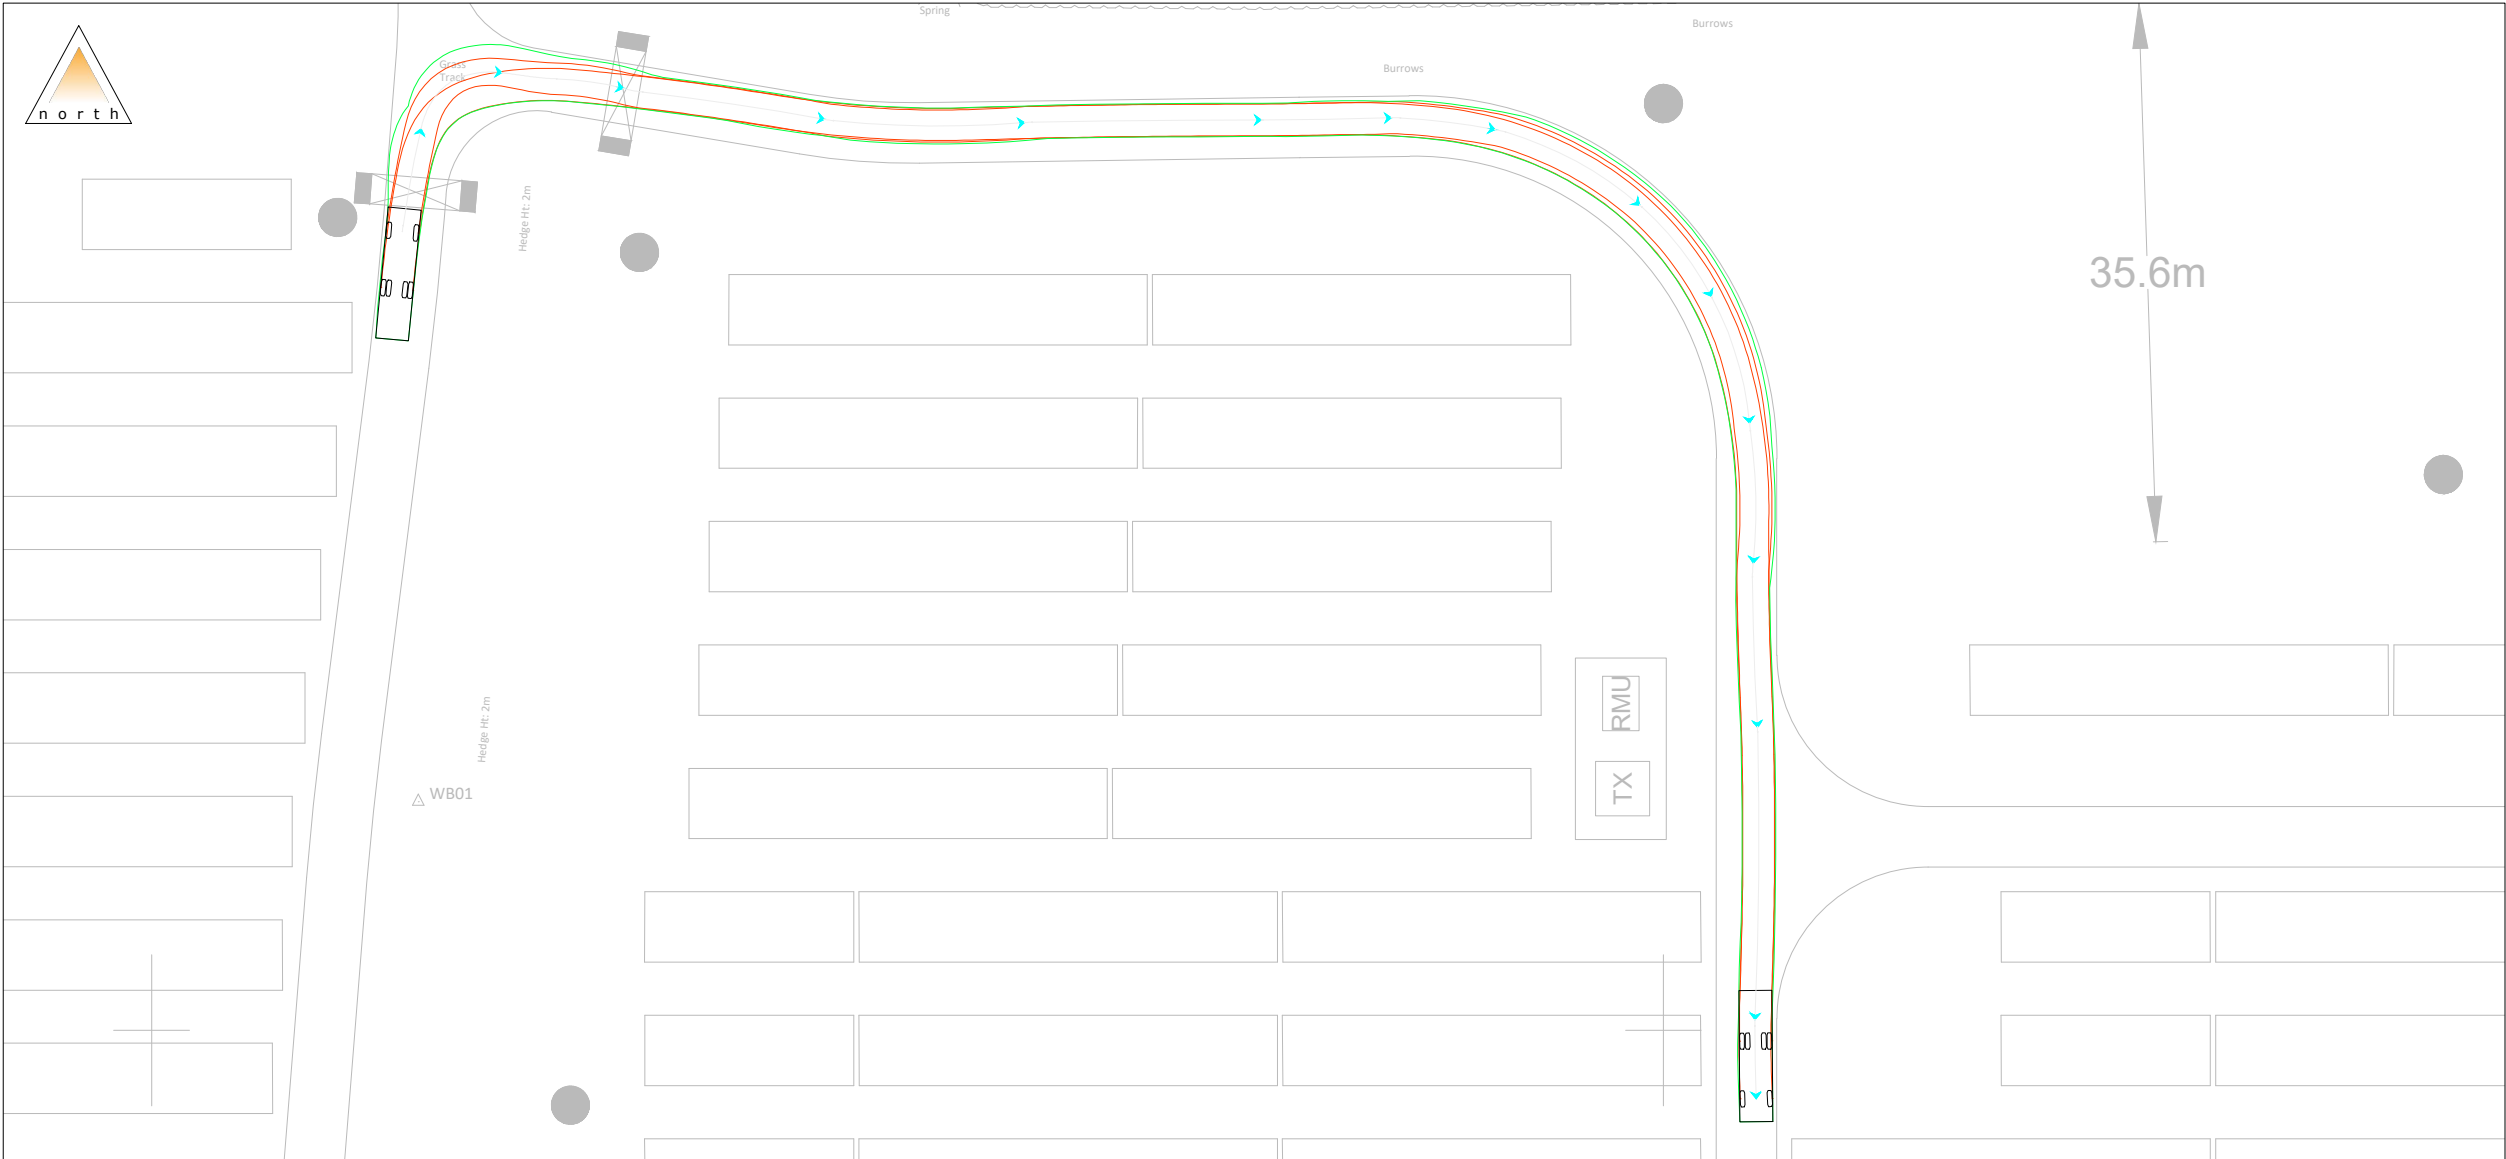 Spring
Burrows
north
Grass
Track
Burrows
Hedge Ht: 2m
35.6m
RMU
Hedge Ht: 2m
TX
WB01